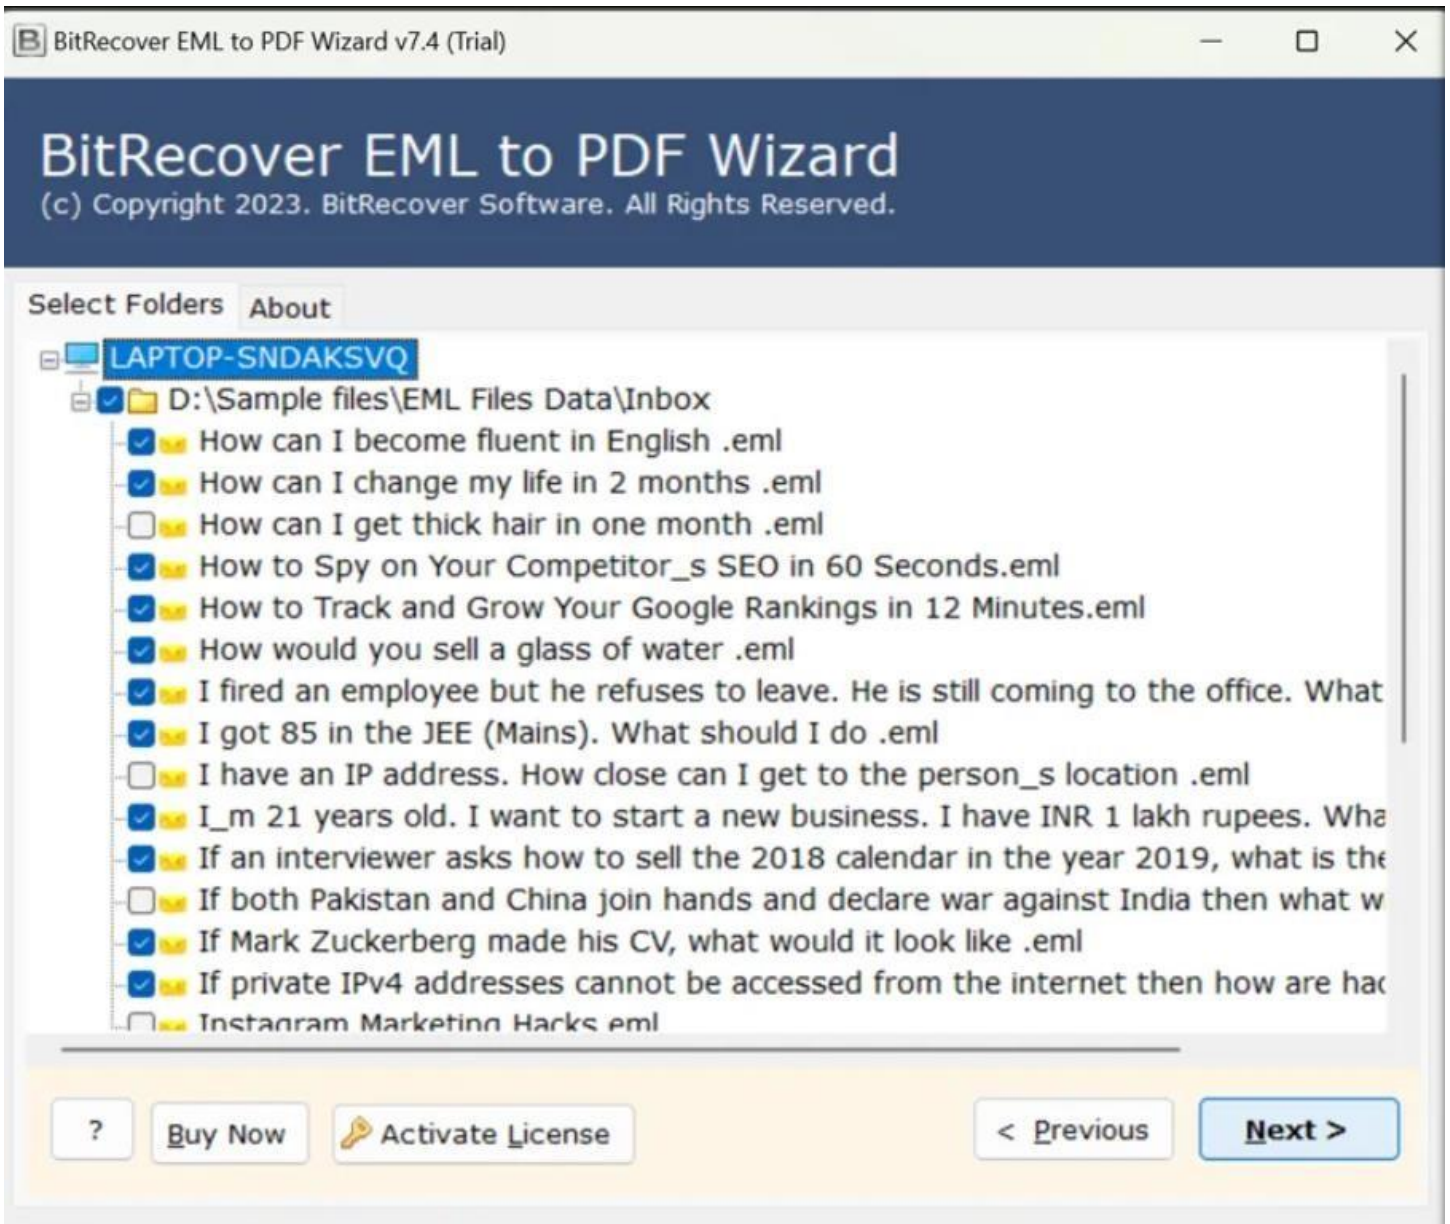 BitRecover EML to PDF Wizard v7.4 (Trial)
BitRecover EML to PDF Wizard
(c) Copyright 2023. BitRecover Software. All Rights Reserved.
Select Folders About
LAPTOP-SNDAKSVQ
D:\Sample files\EML Files Data\Inbox
How can I become fluent in English .eml
How can I change my life in 2 months .eml
How can I get thick hair in one month .eml
How to Spy on Your Competitor_s SEO in 60 Seconds.eml
How to Track and Grow Your Google Rankings in 12 Minutes.eml
How would you sell a glass of water .eml
I fired an employee but he refuses to leave. He is still coming to the office. What
I got 85 in the JEE (Mains). What should I do .eml
I have an IP address. How close can I get to the person_s location .eml
I_m 21 years old. I want to start a new business. I have INR 1 lakh rupees. Wha
If an interviewer asks how to sell the 2018 calendar in the year 2019, what is the
If both Pakistan and China join hands and declare war against India then what w
If Mark Zuckerberg made his CV, what would it look like .eml
If private IPv4 addresses cannot be accessed from the internet then how are hac
Instagram Marketing Hacks.eml
? Buy Now Activate License < Previous Next >